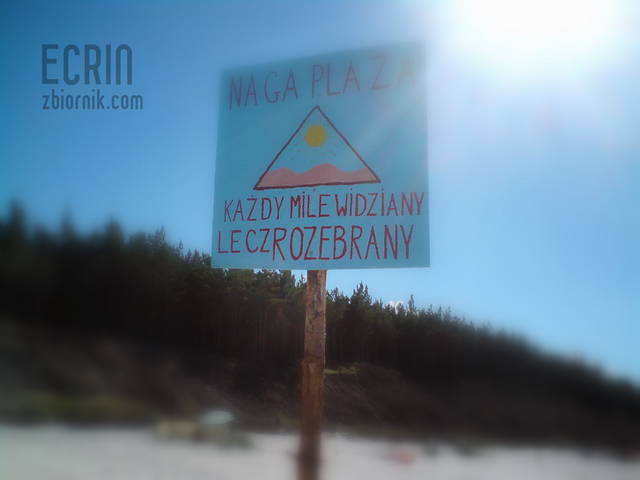 ECRIN
zbiornik.com
NAGA PLAŻA
KAŻDY MILE WIDZIANY
LECZ ROZEBRANY